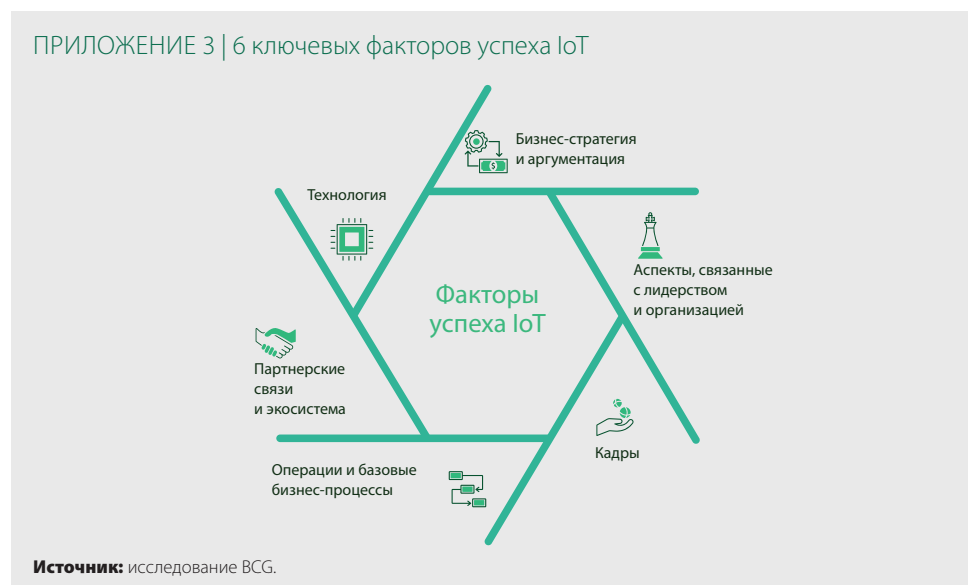 ПРИЛОЖЕНИЕ 3 | 6 ключевых факторов успеха IoT
Бизнес-стратегия
и аргументация
Технология
Аспекты, связанные
с лидерством
и организацией
Факторы
успеха IoT
Партнерские
связи
и экосистема
Кадры
Операции и базовые
бизнес-процессы
Источник: исследование BCG.